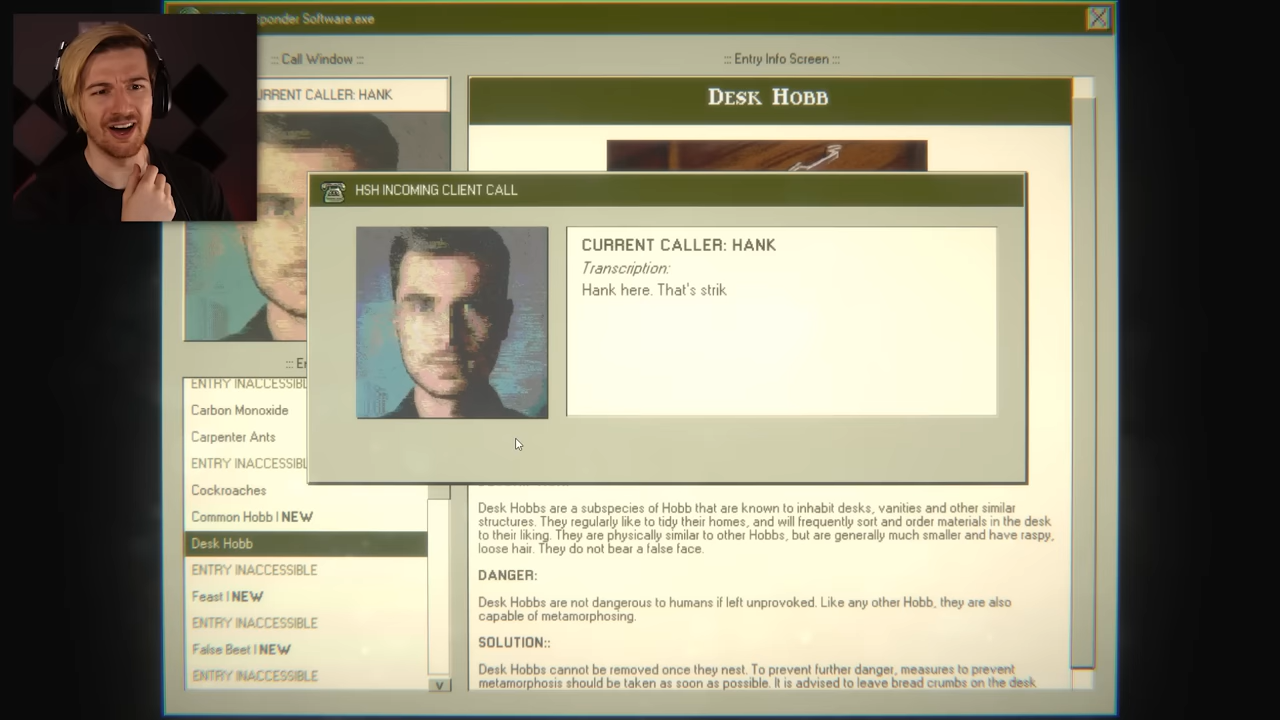 ponder Software.exe
::: Call Window :::
::: Entry Info Screen :::
CURRENT CALLER: HANK
DESK HOBB
HSH INCOMING CLIENT CALL
CURRENT CALLER: HANK
Transcription:
Hank here. That's strik
::: E
ENTRY INACCESSIBL
Carbon Monoxide
Carpenter Ants
ENTRY INACCESSIBL
Cockroaches
Common Hobb | NEW
Desk Hobb
ENTRY INACCESSIBLE
Feast | NEW
ENTRY INACCESSIBLE
False Beet | NEW
ENTRY INACCESSIBLE
V
Desk Hobbs are a subspecies of Hobb that are known to inhabit desks, vanities and other similar
structures. They regularly like to tidy their homes, and will frequently sort and order materials in the desk
to their liking. They are physically similar to other Hobbs, but are generally much smaller and have raspy,
loose hair. They do not bear a false face.
DANGER:
Desk Hobbs are not dangerous to humans if left unprovoked. Like any other Hobb, they are also
capable of metamorphosing.
SOLUTION::
Desk Hobbs cannot be removed once they nest. To prevent further danger, measures to prevent
metamorphosis should be taken as soon as possible. It is advised to leave bread crumbs on the desk